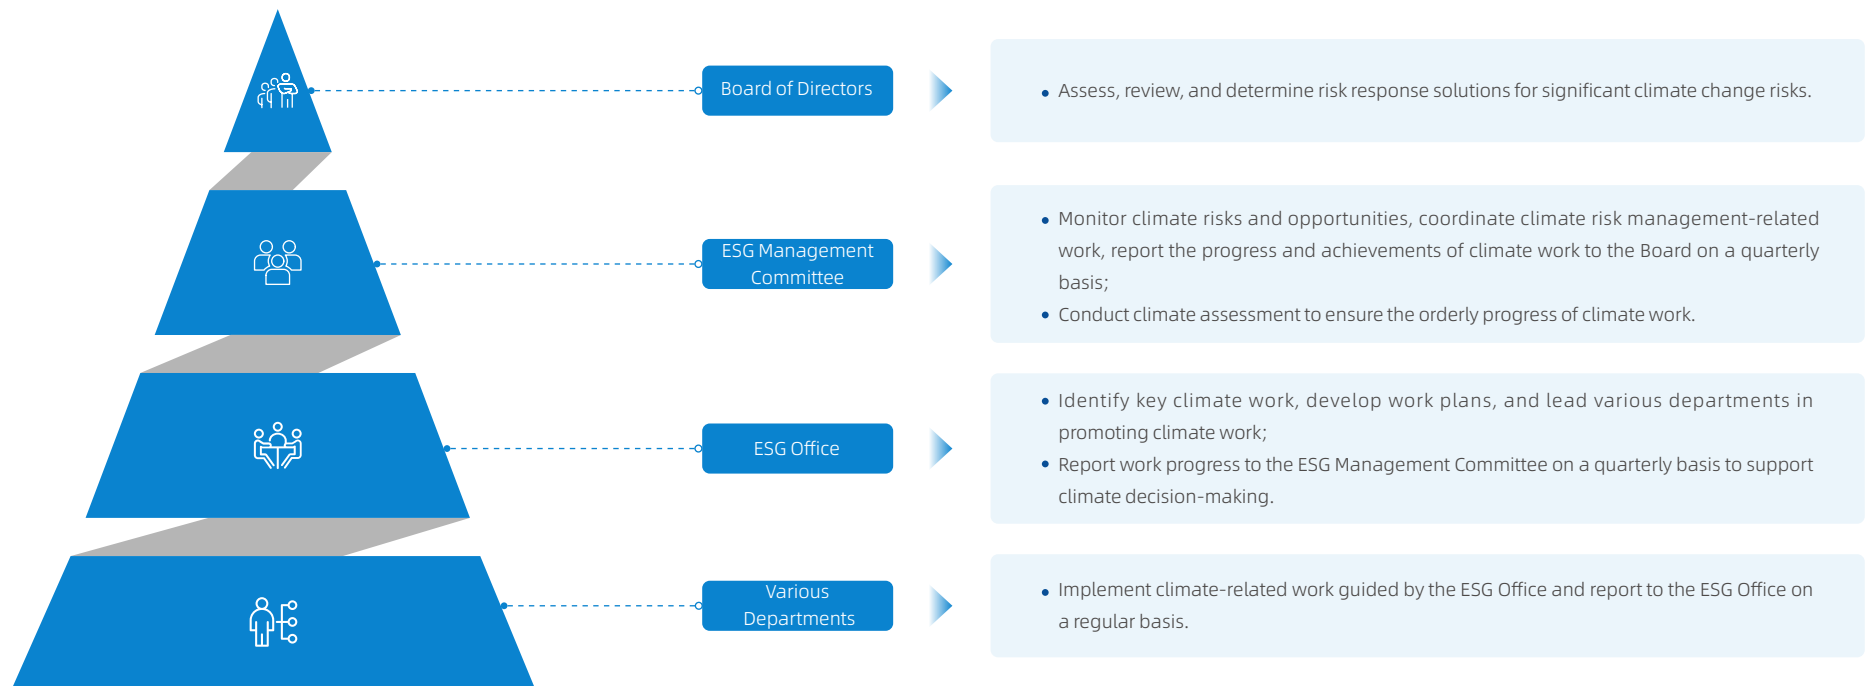 Board of Directors
• Assess, review, and determine risk response solutions for significant climate change risks.
ESG Management
Committee
• Monitor climate risks and opportunities, coordinate climate risk management-related
work, report the progress and achievements of climate work to the Board on a quarterly
basis;
• Conduct climate assessment to ensure the orderly progress of climate work.
ESG Office
• Identify key climate work, develop work plans, and lead various departments in
promoting climate work;
• Report work progress to the ESG Management Committee on a quarterly basis to support
climate decision-making.
Various
Departments
• Implement climate-related work guided by the ESG Office and report to the ESG Office on
a regular basis.